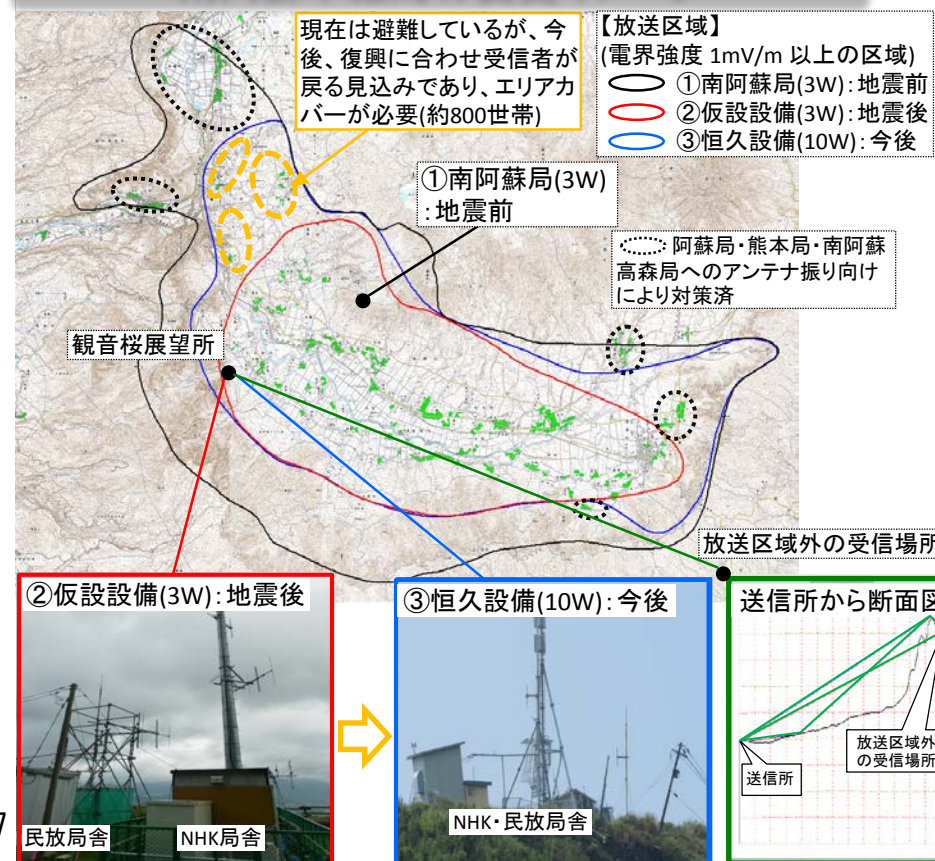 現在は避難しているが、今
後、復興に合わせ受信者が
戻る見込みであり、エリアカ
バーが必要(約800世帯)
【放送区域】
(電界強度 1mV/m 以上の区域)
①南阿蘇局(3W)：地震前
②仮設設備(3W)：地震後
③恒久設備(10W)：今後
①南阿蘇局(3W)
：地震前
阿蘇局・熊本局・南阿蘇
高森局へのアンテナ振り向け
により対策済
観音桜展望所
放送区域外の受信場所
②仮設設備(3W)：地震後
民放局舎
NHK局舎
③恒久設備(10W)：今後
NHK・民放局舎
送信所から断面図
送信所
放送区域外
の受信場所